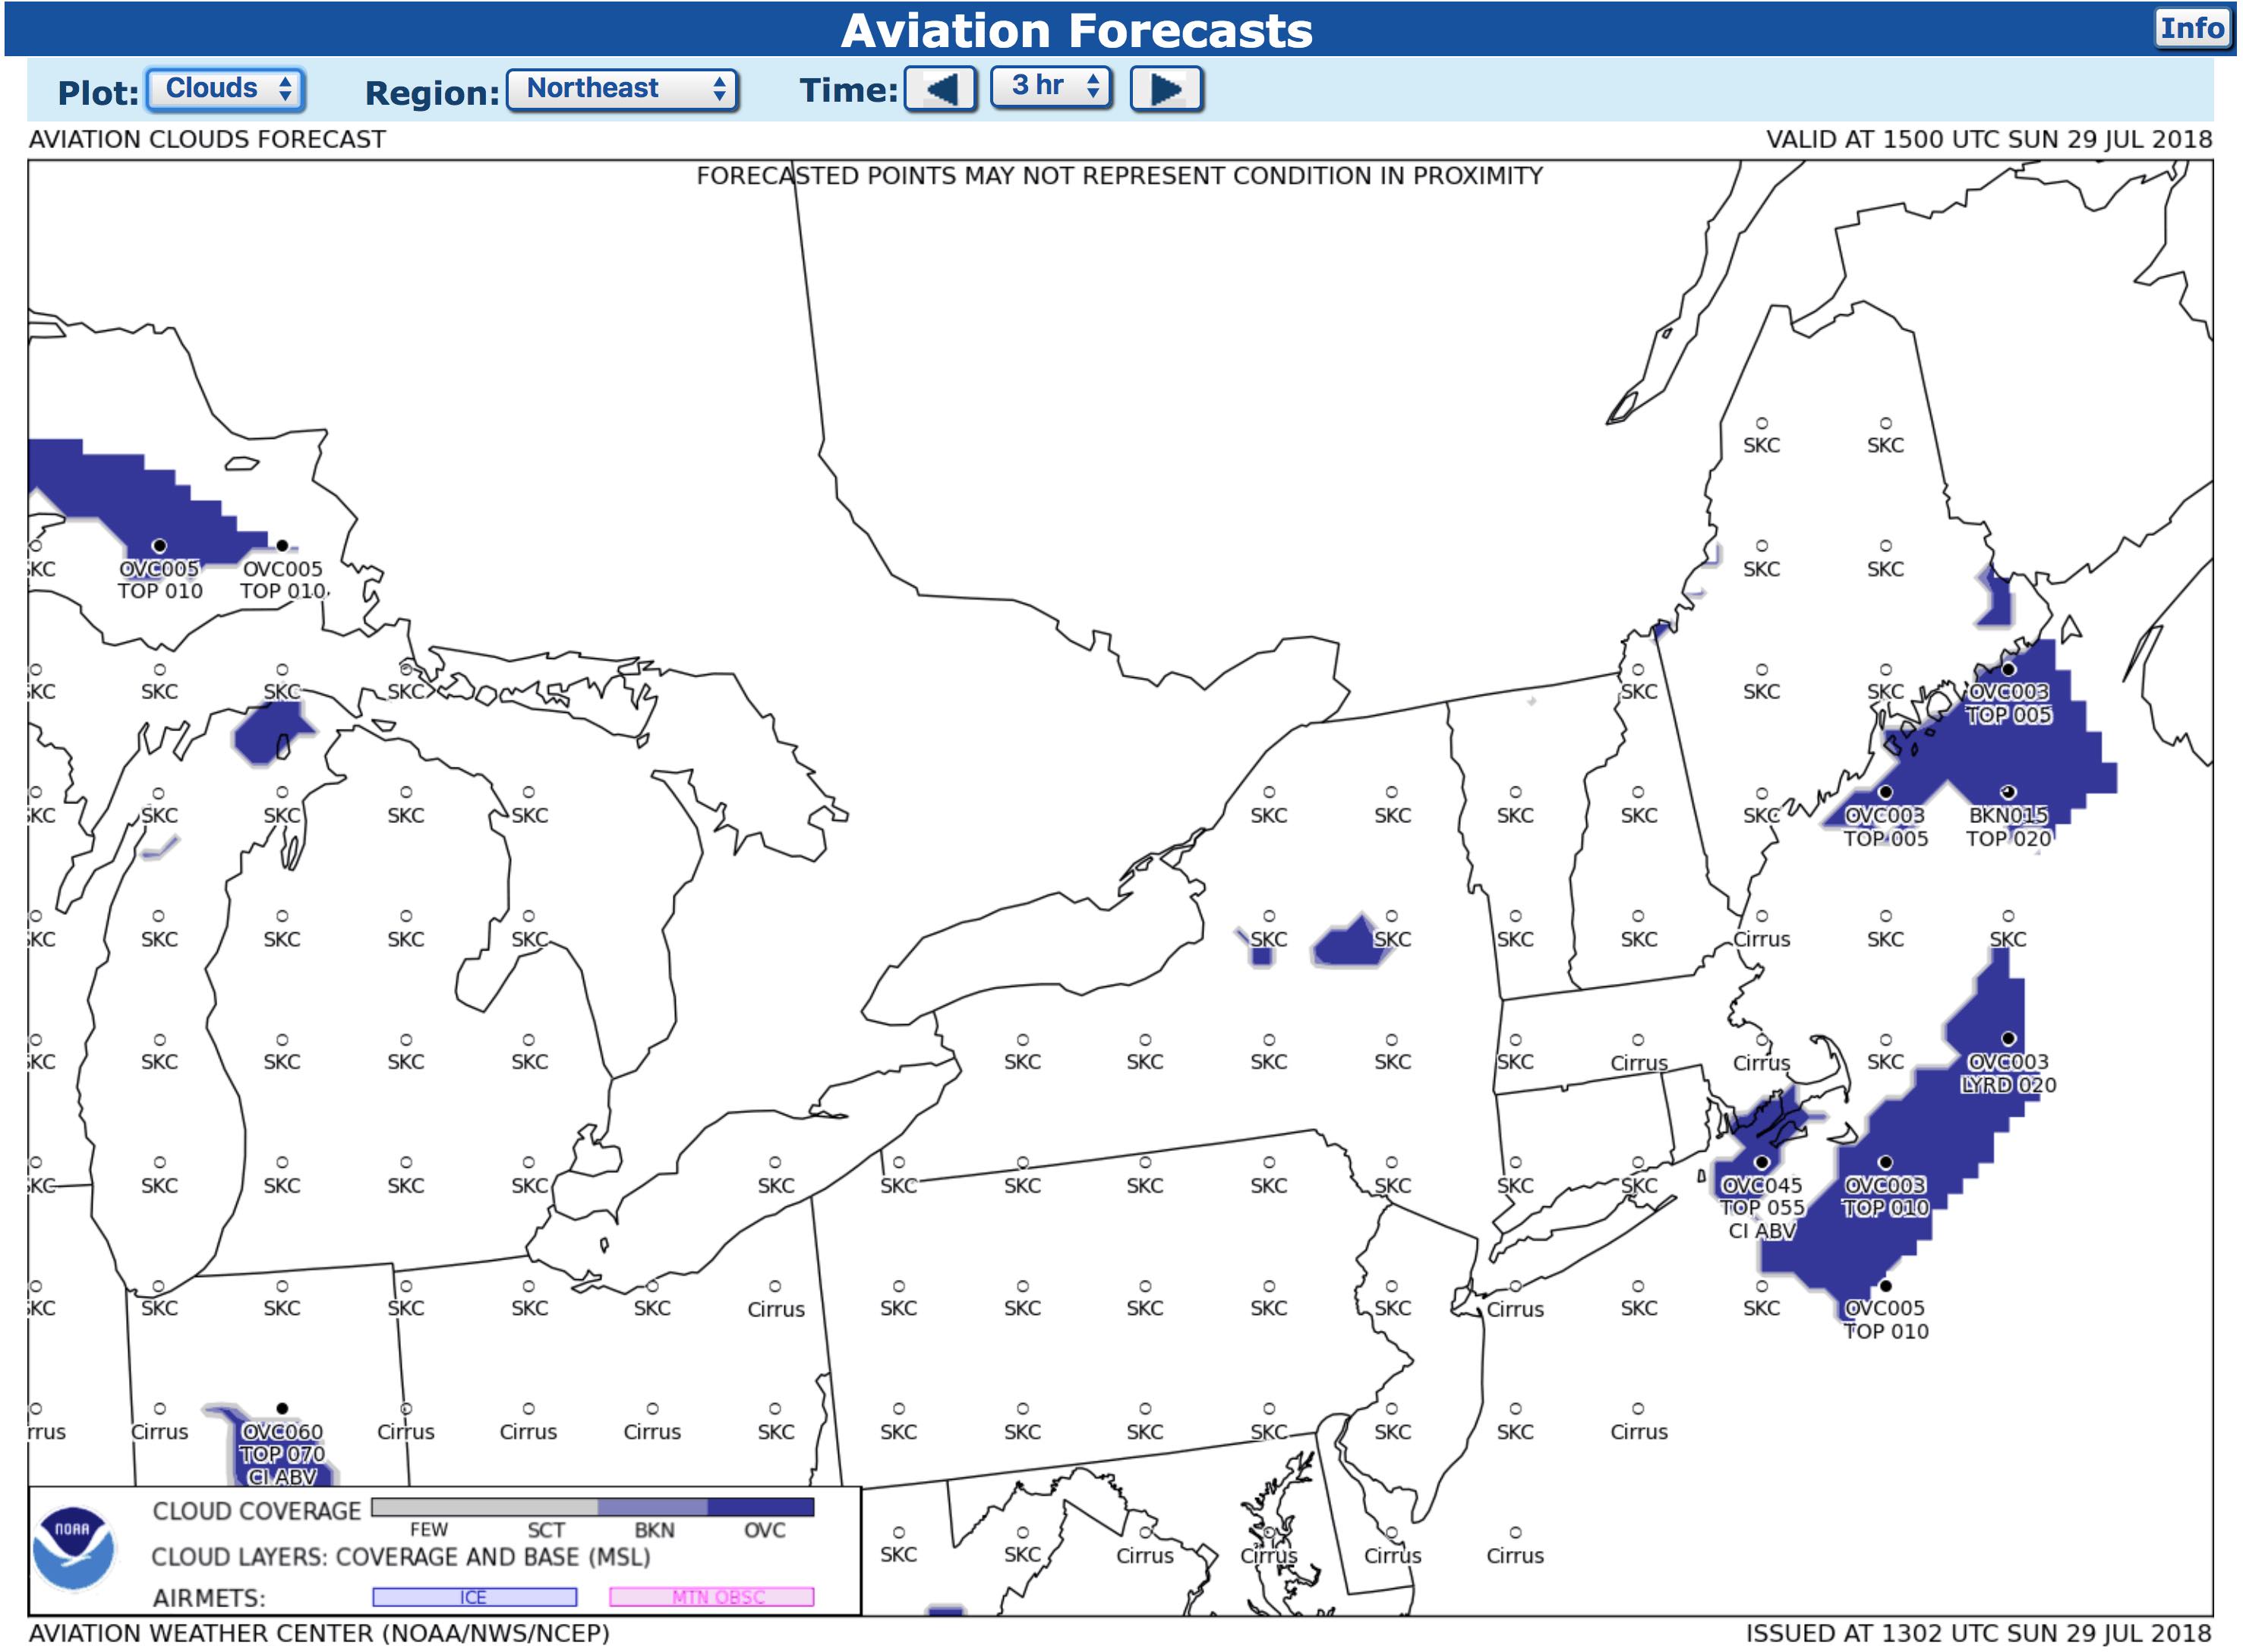 Aviation Forecasts
Info
Plot: Clouds Region: Northeast Time: 3 hr
AVIATION CLOUDS FORECAST VALID AT 1500 UTC SUN 29 JUL 2018
FORECASTED POINTS MAY NOT REPRESENT CONDITION IN PROXIMITY
SKC SKC
SKC OVC005 OVC005 SKC SKC
TOP 010 TOP 010
SKC SKC SKC SKC SKC SKC SKC OVC003
TOP 005
SKC SKC SKC SKC SKC SKC SKC SKC SKC SKC OVC003 BKN015
TOP 005 TOP 020
SKC SKC SKC SKC SKC SKC SKC SKC SKC Cirrus SKC SKC
SKC SKC SKC SKC SKC SKC SKC SKC SKC SKC Cirrus Cirrus SKC OVC003
LYRD 020
SKC SKC SKC SKC SKC SKC SKC SKC SKC SKC SKC SKC SKC OVC045 OVC003
TOP 055 TOP 010
CI ABV
SKC SKC SKC SKC SKC SKC Cirrus SKC SKC SKC SKC SKC Cirrus SKC SKC OVC005
TOP 010
rrus Cirrus OVC060 Cirrus Cirrus Cirrus SKC SKC SKC SKC SKC SKC SKC Cirrus
TOP 070
CI ABV
SKC SKC Cirrus Cirrus Cirrus Cirrus
CLOUD COVERAGE
FEW SCT BKN OVC
CLOUD LAYERS: COVERAGE AND BASE (MSL)
AIRMETS: ICE MTN OBSC
NOAA
AVIATION WEATHER CENTER (NOAA/NWS/NCEP) ISSUED AT 1302 UTC SUN 29 JUL 2018